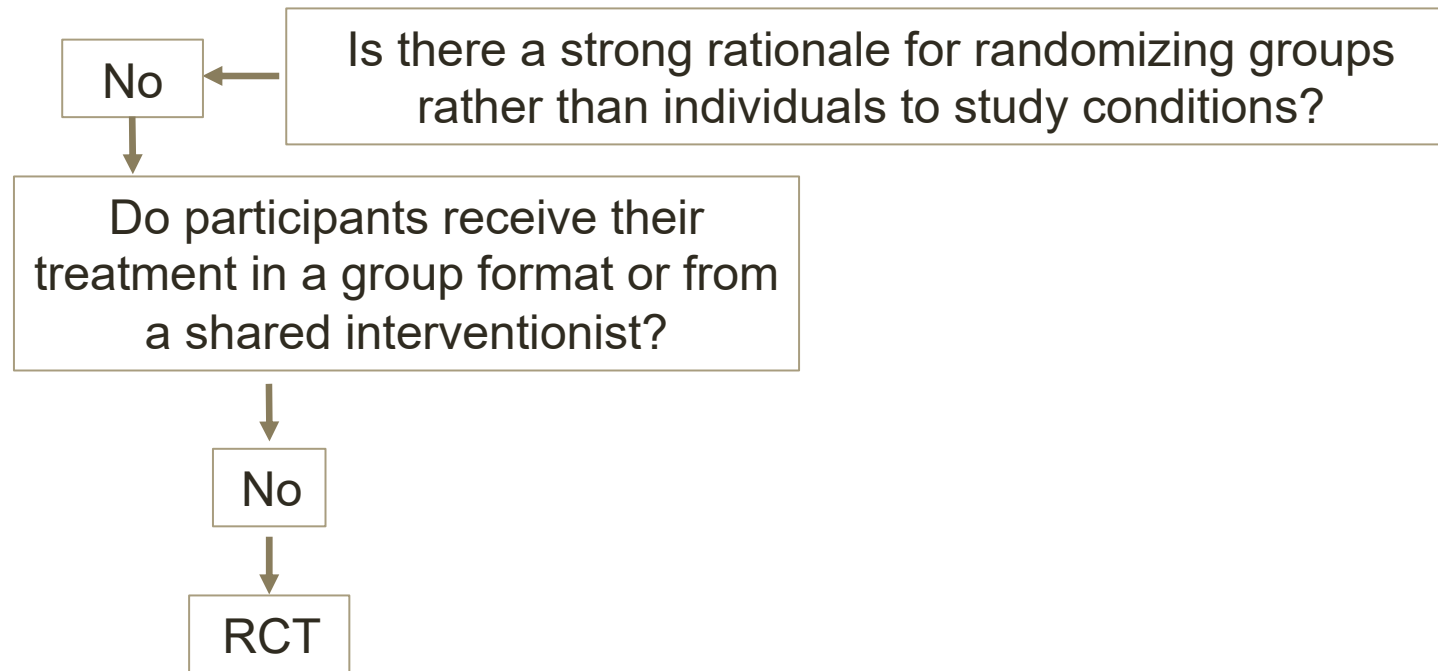 Is there a strong rationale for randomizing groups
rather than individuals to study conditions?
No
Do participants receive their
treatment in a group format or from
a shared interventionist?
No
RCT